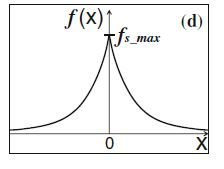 f(x) (d)
fs_max
0 X